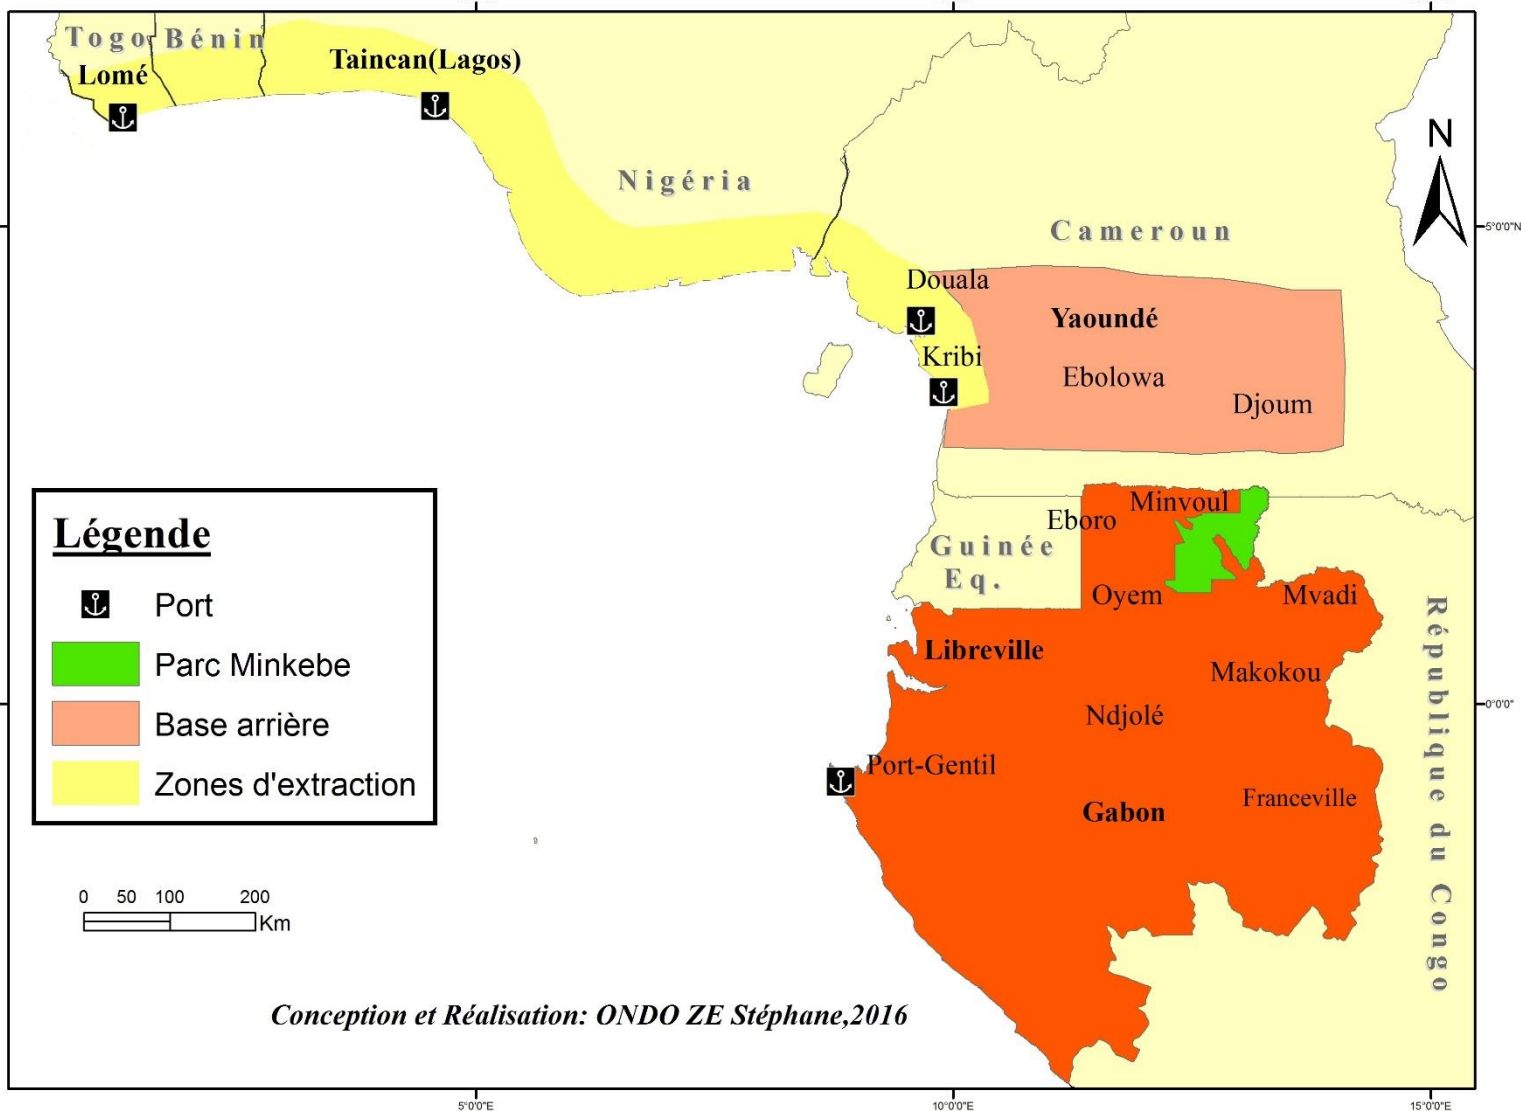 Togo
Bénin
Lomé
Taincan(Lagos)
Nigéria
N
Cameroun
5°0'0"N
Douala
Yaoundé
Kribi
Ebolowa
Djoum
Légende
Port
Parc Minkebe
Base arrière
Zones d'extraction
Minvoul
Eboro
Guinée
Eq.
Oyem
Mvadi
République du Congo
Libreville
Makokou
0°0'0"
Ndjolé
Port-Gentil
Franceville
Gabon
0 50 100 200
Km
Conception et Réalisation: ONDO ZE Stéphane,2016
5°0'0"E
10°0'0"E
15°0'0"E